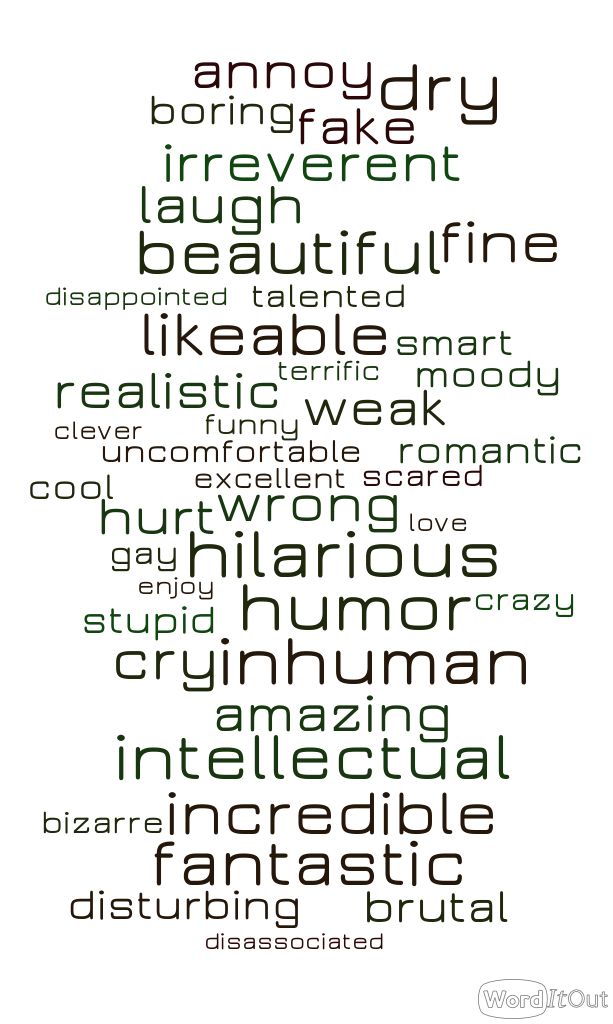 annoy dry
boring fake
irreverent
laugh
beautiful fine
disappointed talented
likeable smart
terrific moody
realistic weak
clever funny
uncomfortable romantic
cool excellent scared
hurt wrong love
gay hilarious
enjoy
stupid humor crazy
cry inhuman
amazing
intellectual
bizarre incredible
fantastic
disturbing brutal
disassociated
WordItOut